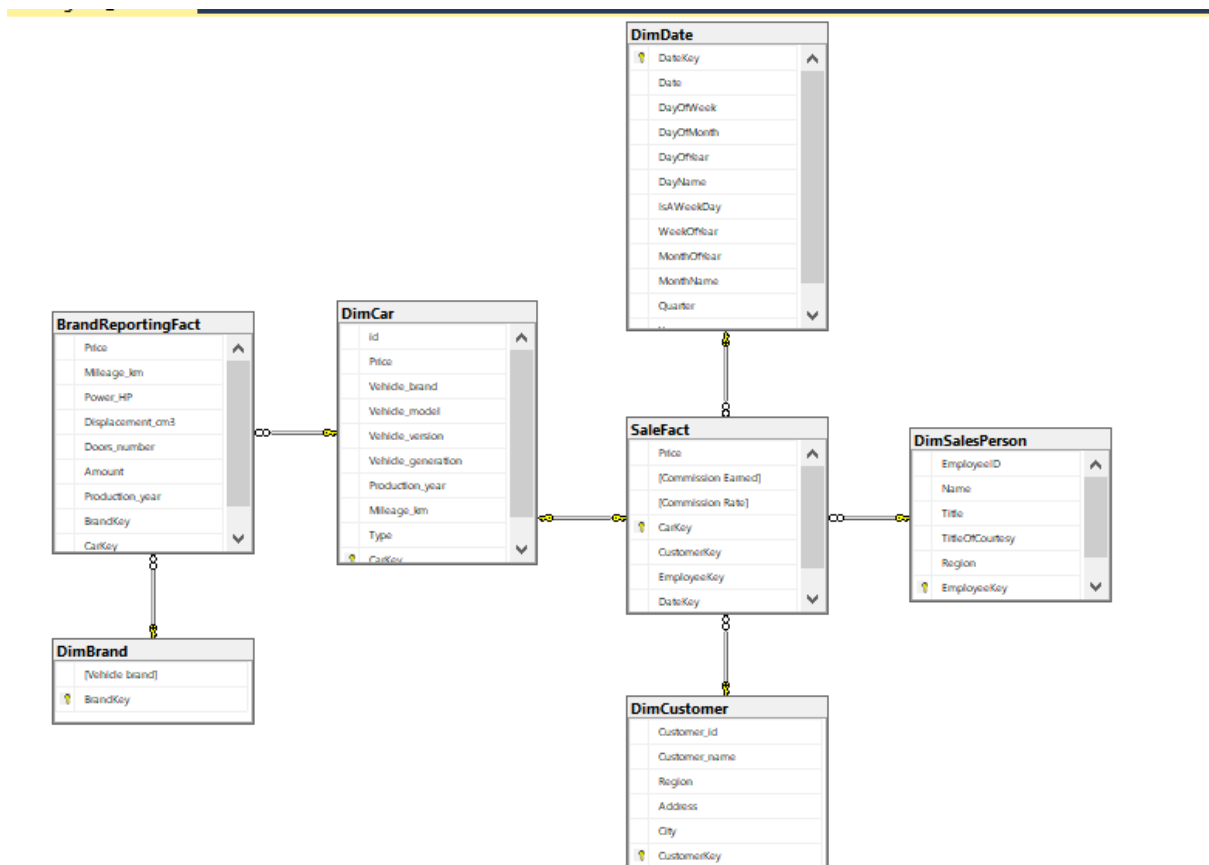 DimDate
DateKey
Date
DayOfWeek
DayOfMonth
DayOfYear
DayName
IsAWeekDay
WeekOfYear
MonthOfYear
MonthName
Quarter
BrandReportingFact
Price
Mileage_km
Power_HP
Displacement_cm3
Doors_number
Amount
Production_year
BrandKey
CarKey
DimCar
id
Price
Vehicle_brand
Vehicle_model
Vehicle_version
Vehicle_generation
Production_year
Mileage_km
Type
CarKey
SaleFact
Price
[Commission Earned]
[Commission Rate]
CarKey
CustomerKey
EmployeeKey
DateKey
DimSalesPerson
EmployeeID
Name
Title
TitleOfCourtesy
Region
EmployeeKey
DimBrand
[Vehicle brand]
BrandKey
DimCustomer
Customer_id
Customer_name
Region
Address
City
CustomerKey